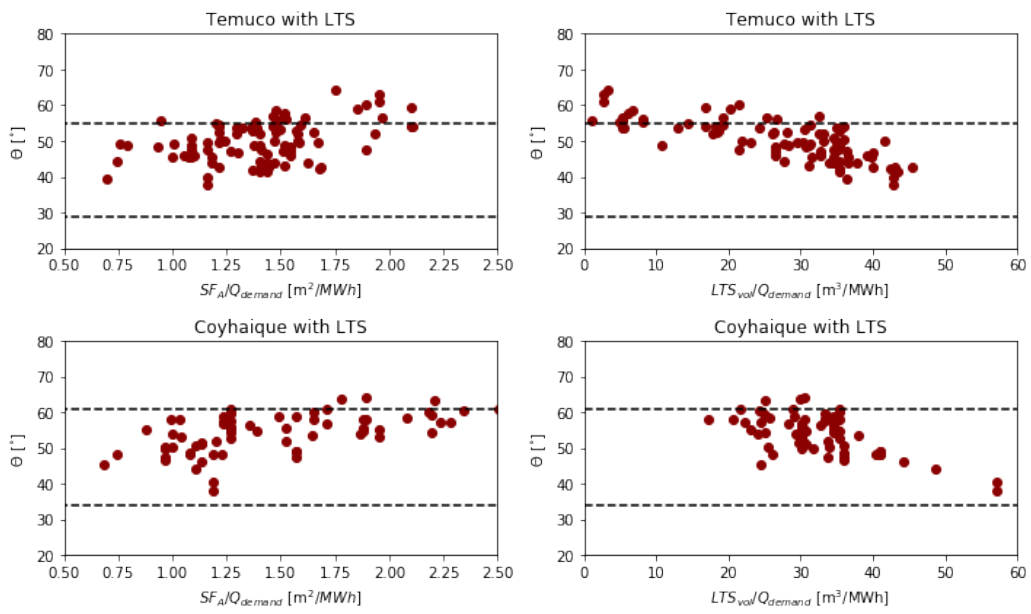 Temuco with LTS
Temuco with LTS
80
70
60
50
40
30
20
Θ [°]
0.50 0.75 1.00 1.25 1.50 1.75 2.00 2.25 2.50
SF_A/Q_demand [m²/MWh]
80
70
60
50
40
30
20
Θ [°]
0 10 20 30 40 50 60
LTS_vol/Q_demand [m³/MWh]
Coyhaique with LTS
Coyhaique with LTS
80
70
60
50
40
30
20
Θ [°]
0.50 0.75 1.00 1.25 1.50 1.75 2.00 2.25 2.50
SF_A/Q_demand [m²/MWh]
80
70
60
50
40
30
20
Θ [°]
0 10 20 30 40 50 60
LTS_vol/Q_demand [m³/MWh]